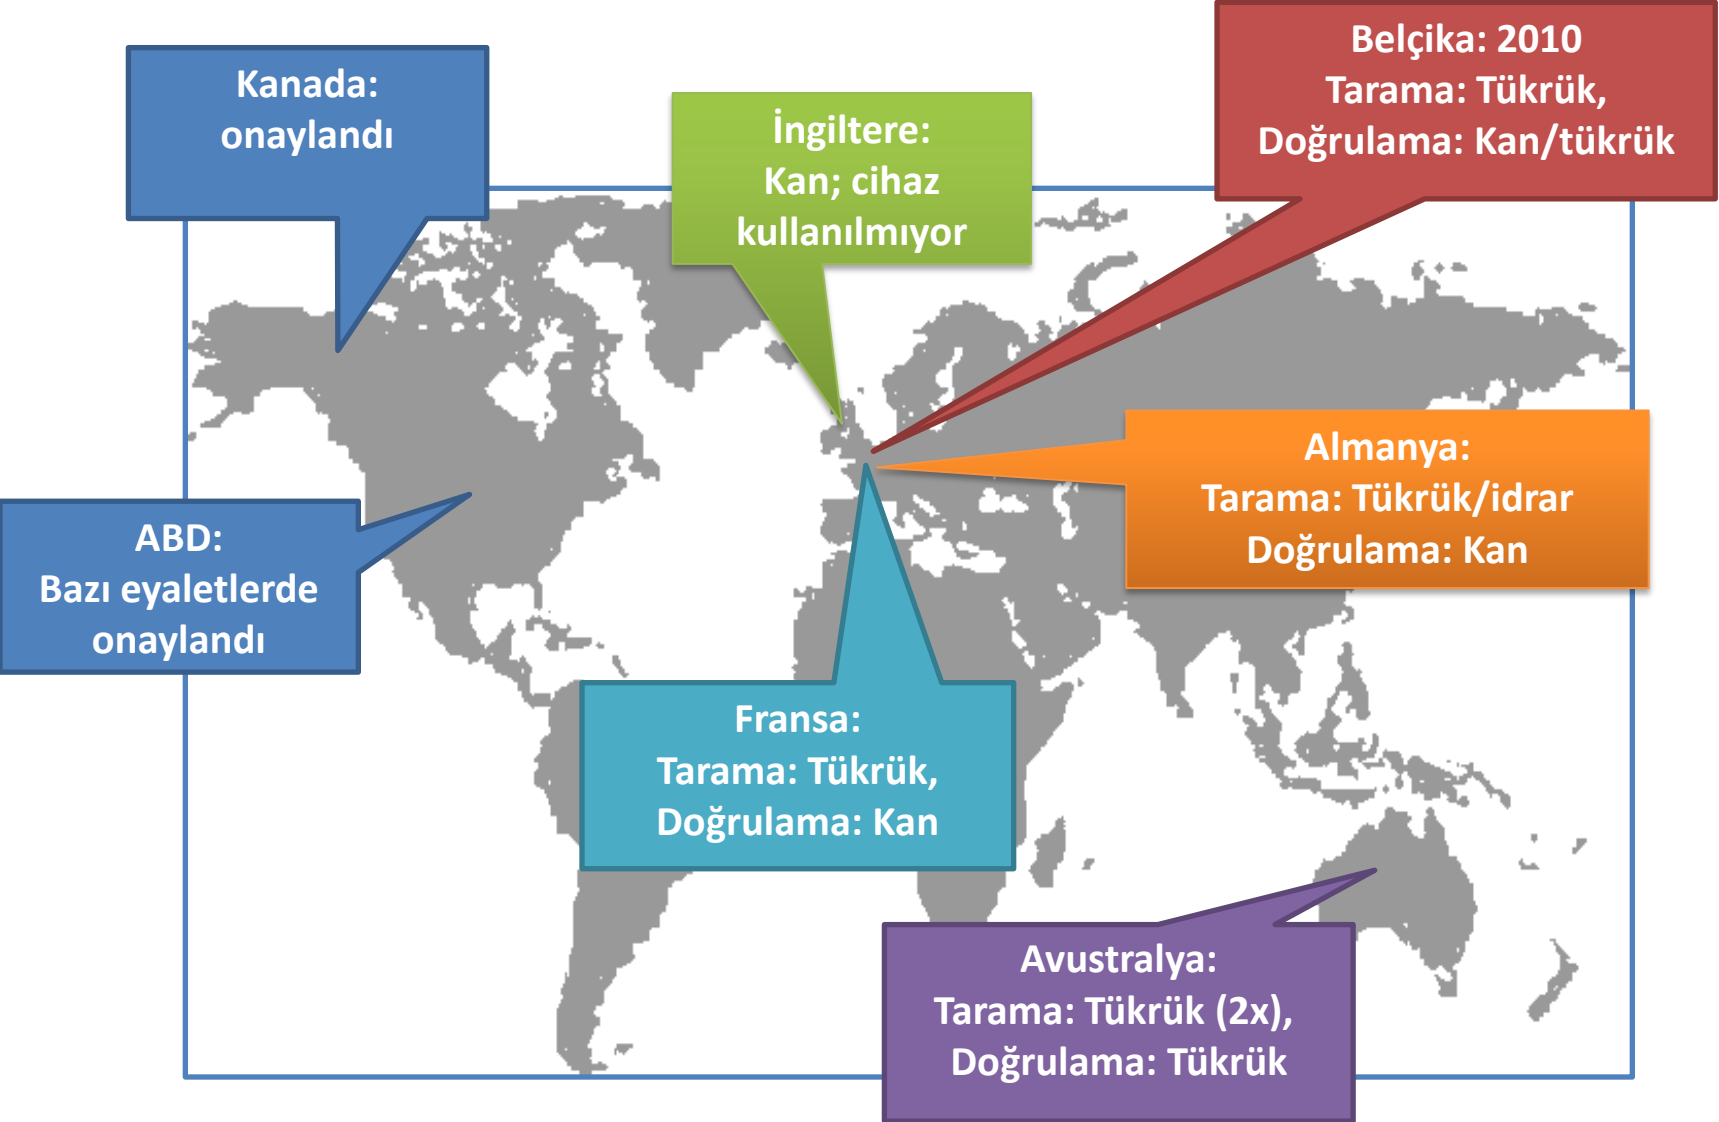 Kanada:
onaylandı
İngiltere:
Kan; cihaz
kullanılmıyor
Belçika: 2010
Tarama: Tükrük,
Doğrulama: Kan/tükrük
Almanya:
Tarama: Tükrük/idrar
Doğrulama: Kan
ABD:
Bazı eyaletlerde
onaylandı
Fransa:
Tarama: Tükrük,
Doğrulama: Kan
Avustralya:
Tarama: Tükrük (2x),
Doğrulama: Tükrük